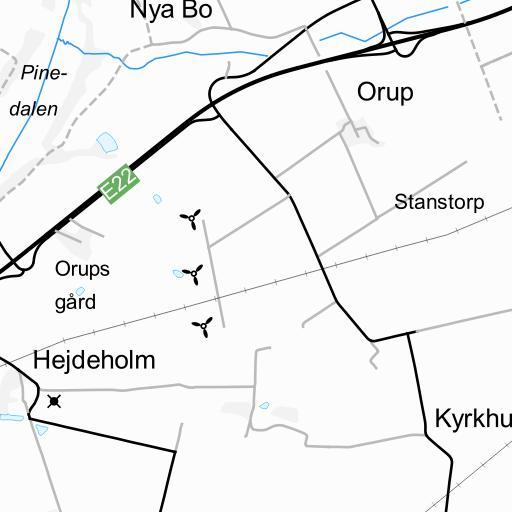 Nya Bo
Pine-
dalen
Orup
E22
Stanstorp
Orups
gård
Hejdeholm
Kyrkhu